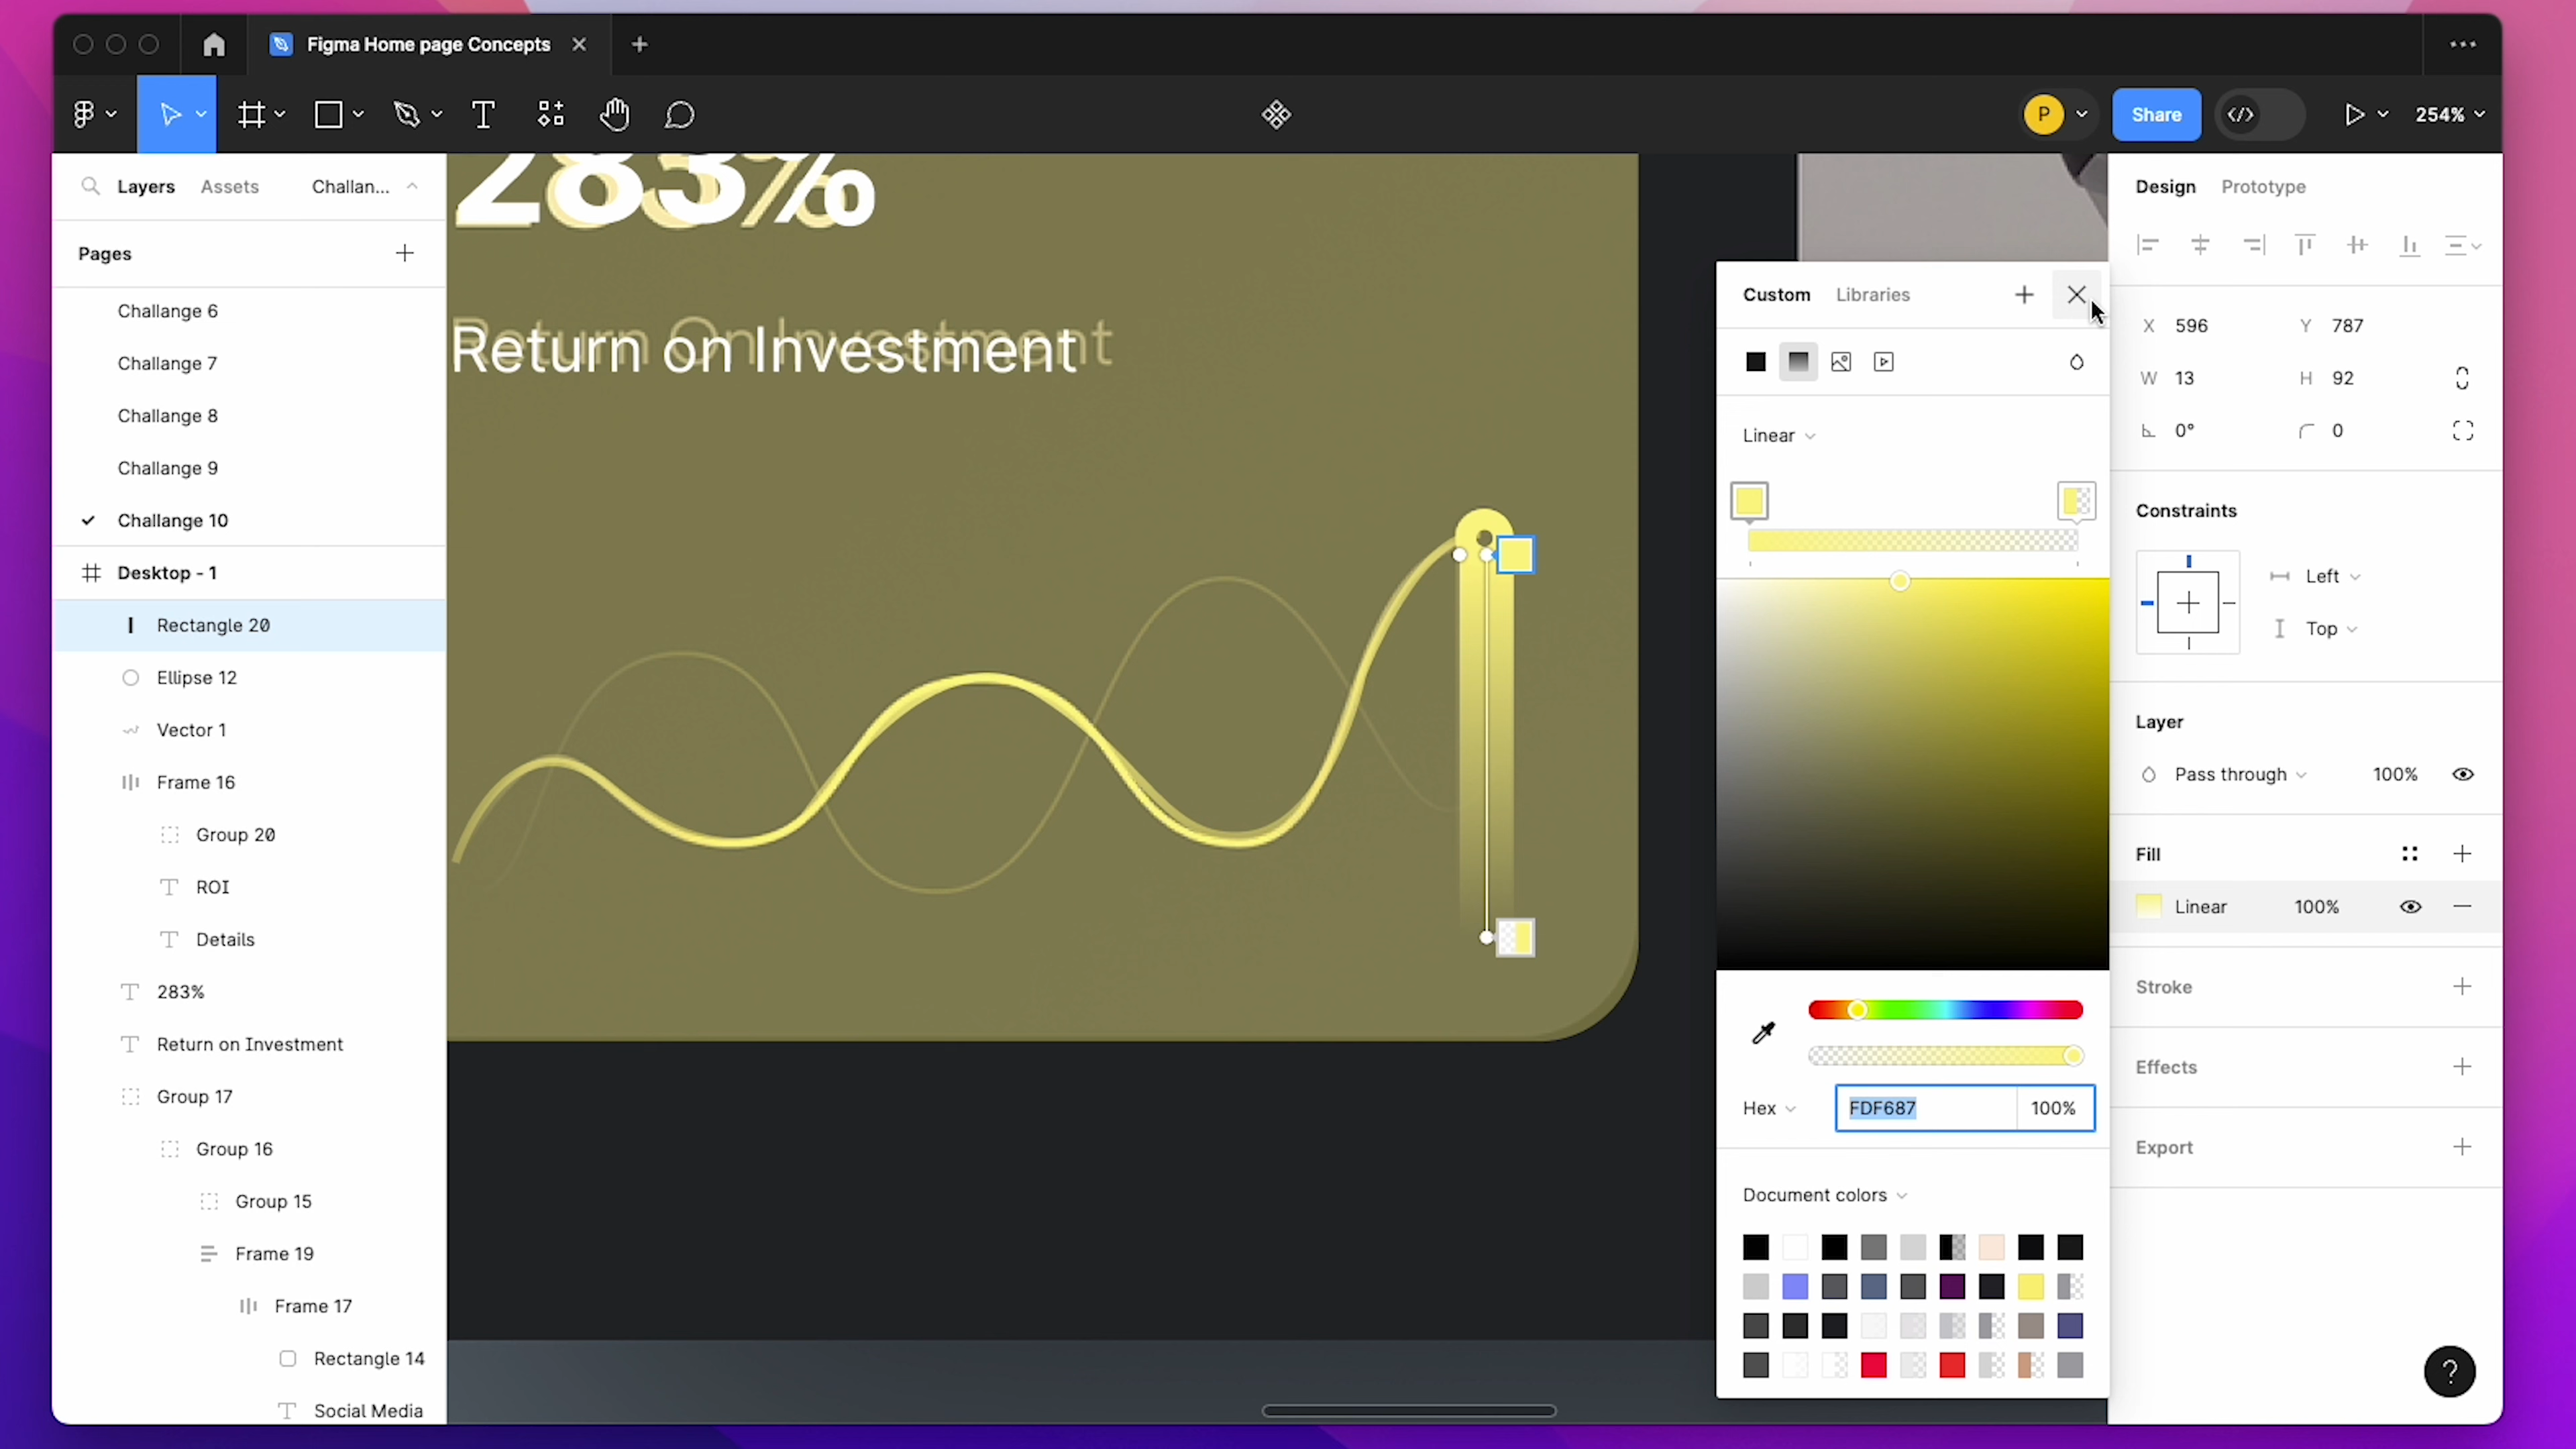 Figma Home page Concepts
P
Share
254%
Layers
Assets
Challan...
Pages
Challange 6
Challange 7
Challange 8
Challange 9
Challange 10
Desktop - 1
Rectangle 20
Ellipse 12
Vector 1
Frame 16
Group 20
ROI
Details
283%
Return on Investment
Group 17
Group 16
Group 15
Frame 19
Frame 17
Rectangle 14
Social Media
283%
Return On Investment
Return on Investment
Custom
Libraries
Linear
Hex
FDF687
100%
Document colors
Design
Prototype
X 596
Y 787
W 13
H 92
0°
0
Constraints
Left
Top
Layer
Pass through
100%
Fill
Linear
100%
Stroke
Effects
Export
?